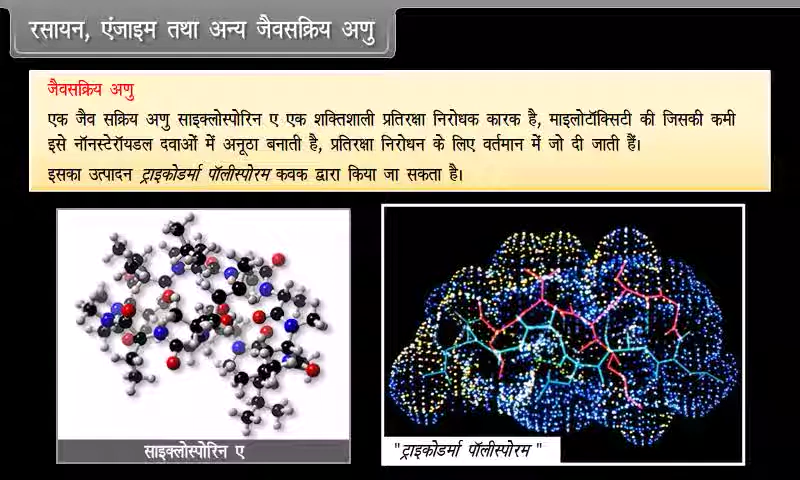 रसायन, एंजाइम तथा अन्य जैवसक्रिय अणु
जैवसक्रिय अणु
एक जैव सक्रिय अणु साइक्लोस्पोरिन ए एक शक्तिशाली प्रतिरक्षा निरोधक कारक है, माइलोटॉक्सिटी की जिसकी कमी
इसे नॉनस्टेरॉयडल दवाओं में अनूठा बनाती है, प्रतिरक्षा निरोधन के लिए वर्तमान में जो दी जाती हैं।
इसका उत्पादन ट्राइकोडर्मा पॉलीस्पोरम कवक द्वारा किया जा सकता है।
साइक्लोस्पोरिन ए
"ट्राइकोडर्मा पॉलीस्पोरम "